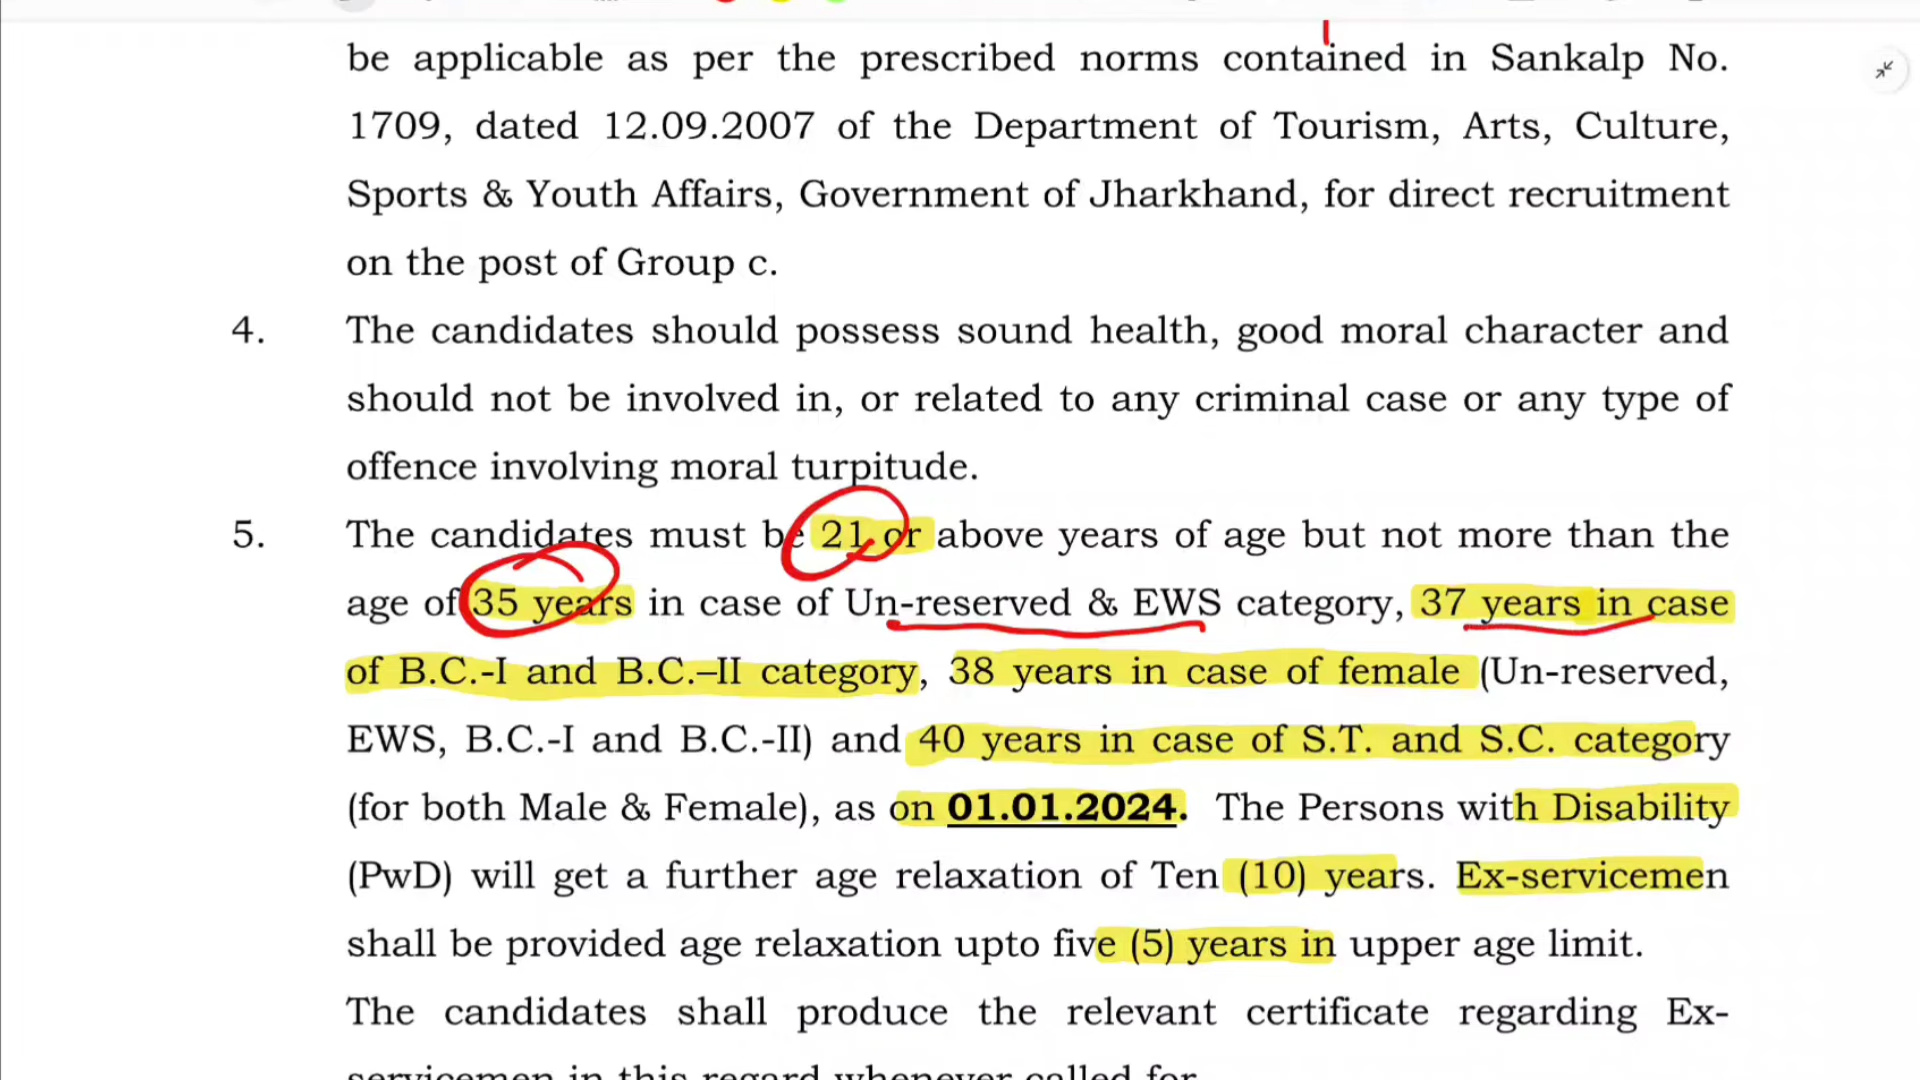 be applicable as per the prescribed norms contained in Sankalp No.
1709, dated 12.09.2007 of the Department of Tourism, Arts, Culture,
Sports & Youth Affairs, Government of Jharkhand, for direct recruitment
on the post of Group c.
4. The candidates should possess sound health, good moral character and
should not be involved in, or related to any criminal case or any type of
offence involving moral turpitude.
5. The candidates must be 21 or above years of age but not more than the
age of 35 years in case of Un-reserved & EWS category, 37 years in case
of B.C.-I and B.C.–II category, 38 years in case of female (Un-reserved,
EWS, B.C.-I and B.C.-II) and 40 years in case of S.T. and S.C. category
(for both Male & Female), as on 01.01.2024. The Persons with Disability
(PwD) will get a further age relaxation of Ten (10) years. Ex-servicemen
shall be provided age relaxation upto five (5) years in upper age limit.
The candidates shall produce the relevant certificate regarding Ex-
servicemen in this regard whenever called for